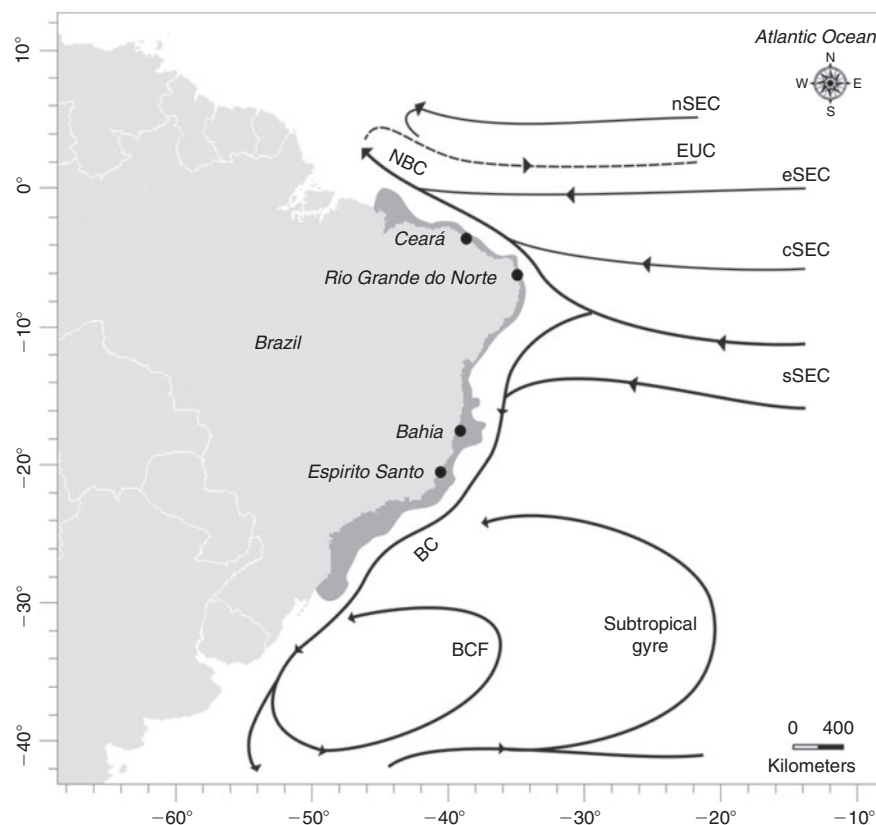 Atlantic Ocean
N
W E
S
nSEC
EUC
eSEC
cSEC
sSEC
NBC
Ceará
Rio Grande do Norte
Brazil
Bahia
Espirito Santo
BC
BCF
Subtropical
gyre
0 400
Kilometers
10°
0°
−10°
−20°
−30°
−40°
−60° −50° −40° −30° −20° −10°